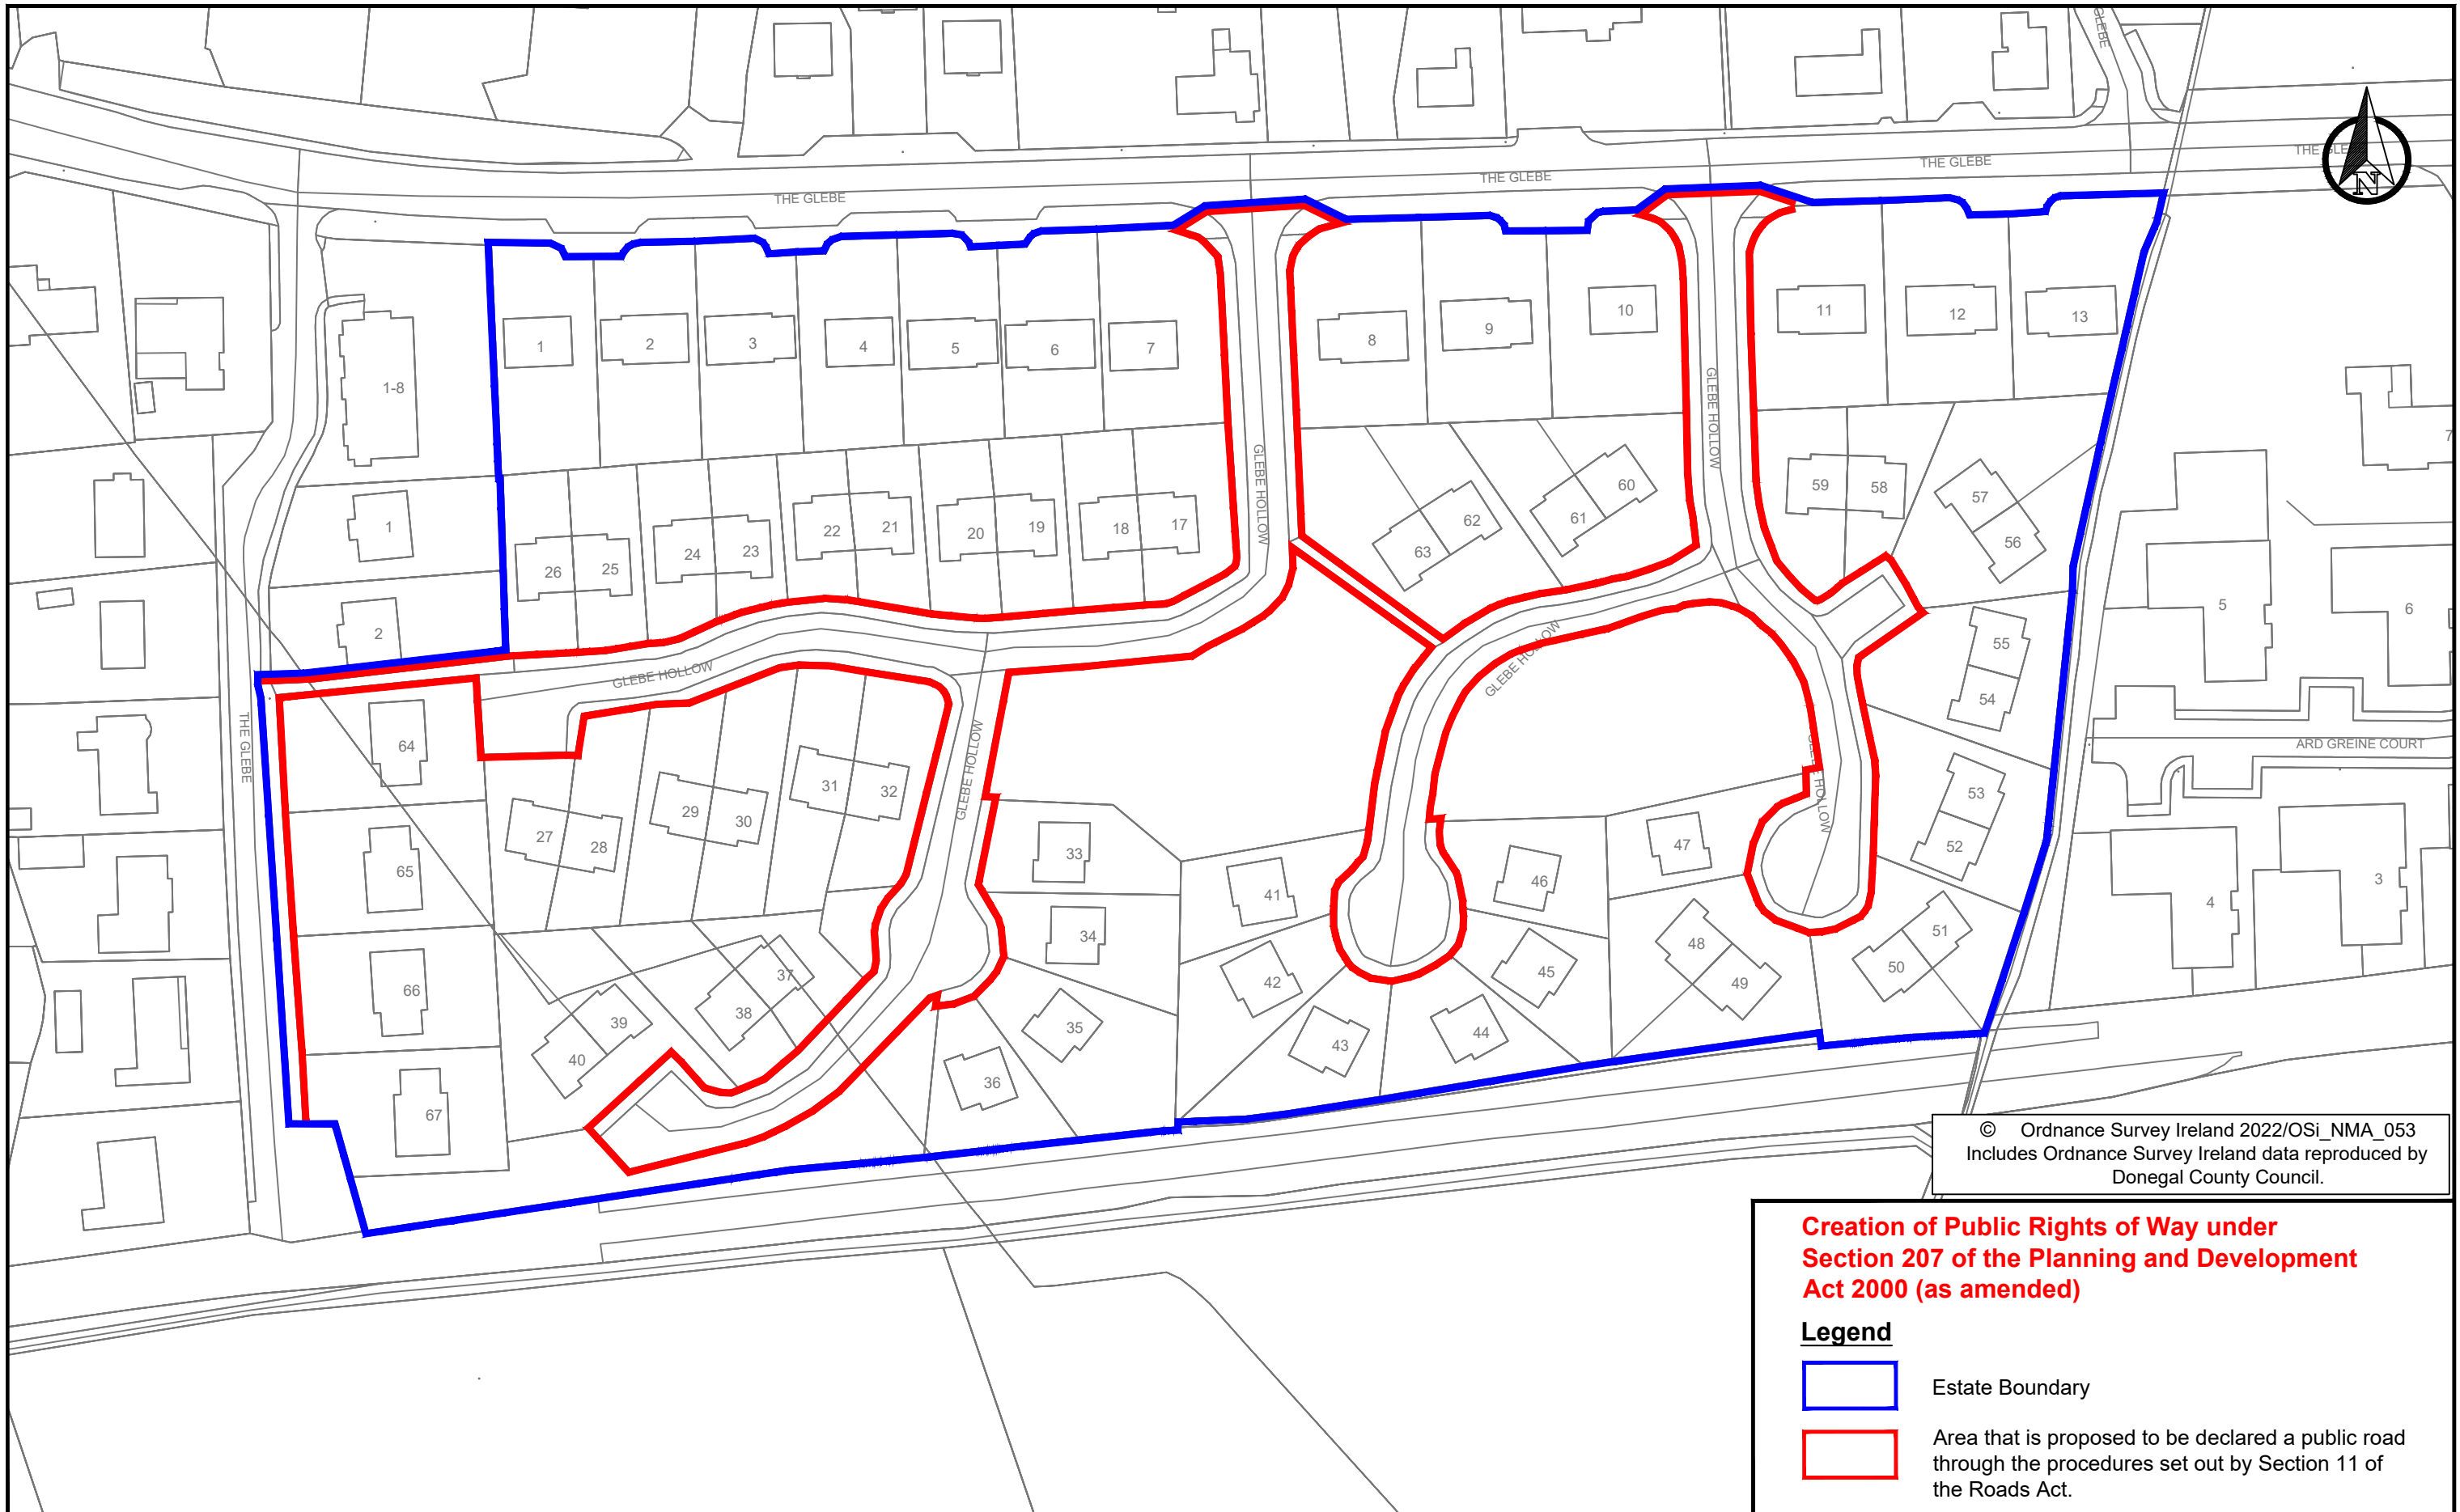 GLEBE
THE GLEBE
THE GLEBE
THE GLEBE
THE GLE
N
1
2
3
4
5
6
7
8
9
10
11
12
13
1-8
1
2
26
25
24
23
22
21
20
19
18
17
GLEBE HOLLOW
GLEBE HOLLOW
63
62
61
60
59
58
57
56
55
54
53
52
51
50
7
5
6
4
3
ARD GREINE COURT
THE GLEBE
GLEBE HOLLOW
GLEBE HOLLOW
GLEBE HOLLOW
GLEBE HOLLOW
64
65
66
67
27
28
29
30
31
32
33
34
35
36
37
38
39
40
41
42
43
44
45
46
47
48
49
© Ordnance Survey Ireland 2022/OSi_NMA_053
Includes Ordnance Survey Ireland data reproduced by
Donegal County Council.
Creation of Public Rights of Way under
Section 207 of the Planning and Development
Act 2000 (as amended)
Legend
Estate Boundary
Area that is proposed to be declared a public road
through the procedures set out by Section 11 of
the Roads Act.